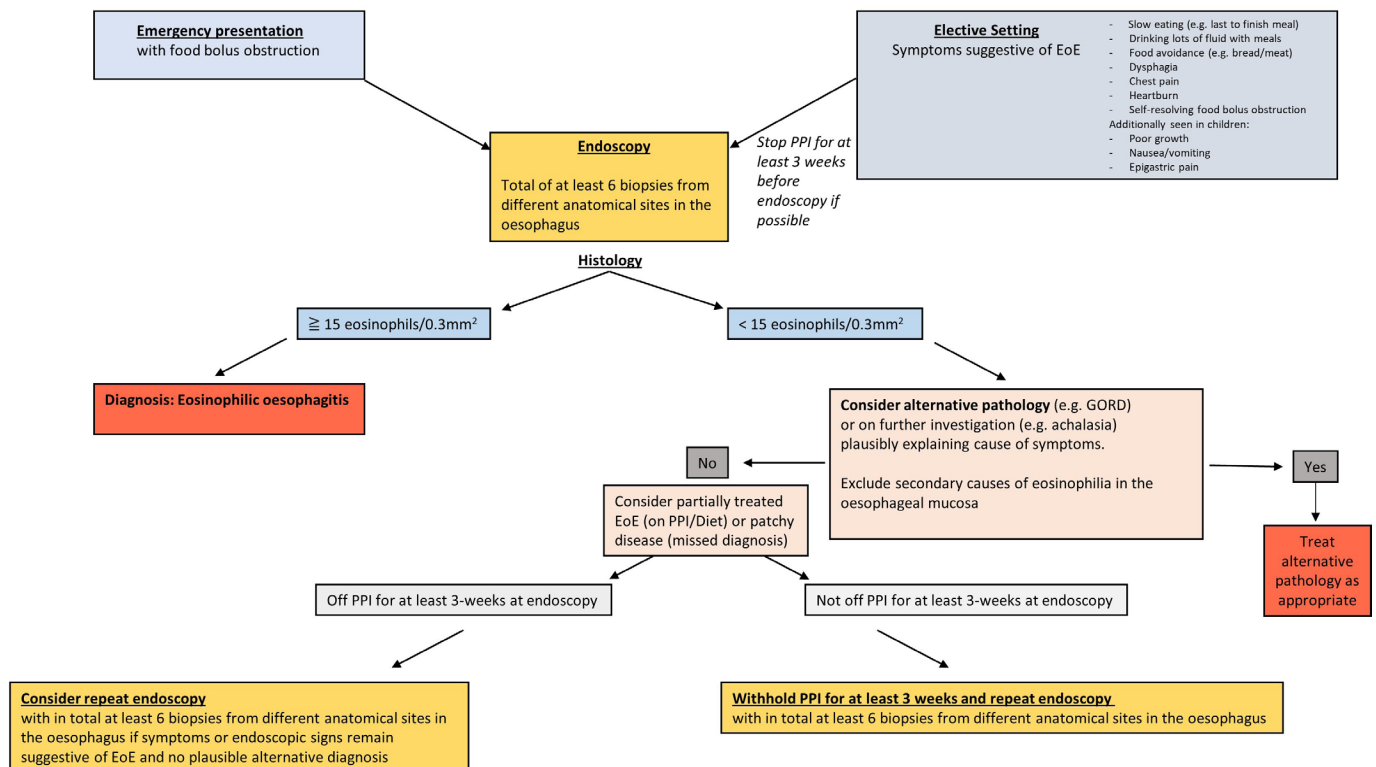 Emergency presentation
with food bolus obstruction
Elective Setting
Symptoms suggestive of EoE
- Slow eating (e.g. last to finish meal)
- Drinking lots of fluid with meals
- Food avoidance (e.g. bread/meat)
- Dysphagia
- Chest pain
- Heartburn
- Self-resolving food bolus obstruction
Additionally seen in children:
- Poor growth
- Nausea/vomiting
- Epigastric pain
Endoscopy
Total of at least 6 biopsies from
different anatomical sites in the
oesophagus
Stop PPI for at
least 3 weeks
before
endoscopy if
possible
Histology
≧ 15 eosinophils/0.3mm²
< 15 eosinophils/0.3mm²
Diagnosis: Eosinophilic oesophagitis
Consider alternative pathology (e.g. GORD)
or on further investigation (e.g. achalasia)
plausibly explaining cause of symptoms.
Exclude secondary causes of eosinophilia in the
oesophageal mucosa
No
Yes
Consider partially treated
EoE (on PPI/Diet) or patchy
disease (missed diagnosis)
Treat
alternative
pathology as
appropriate
Off PPI for at least 3-weeks at endoscopy
Not off PPI for at least 3-weeks at endoscopy
Consider repeat endoscopy
with in total at least 6 biopsies from different anatomical sites in
the oesophagus if symptoms or endoscopic signs remain
suggestive of EoE and no plausible alternative diagnosis
Withhold PPI for at least 3 weeks and repeat endoscopy
with in total at least 6 biopsies from different anatomical sites in the oesophagus